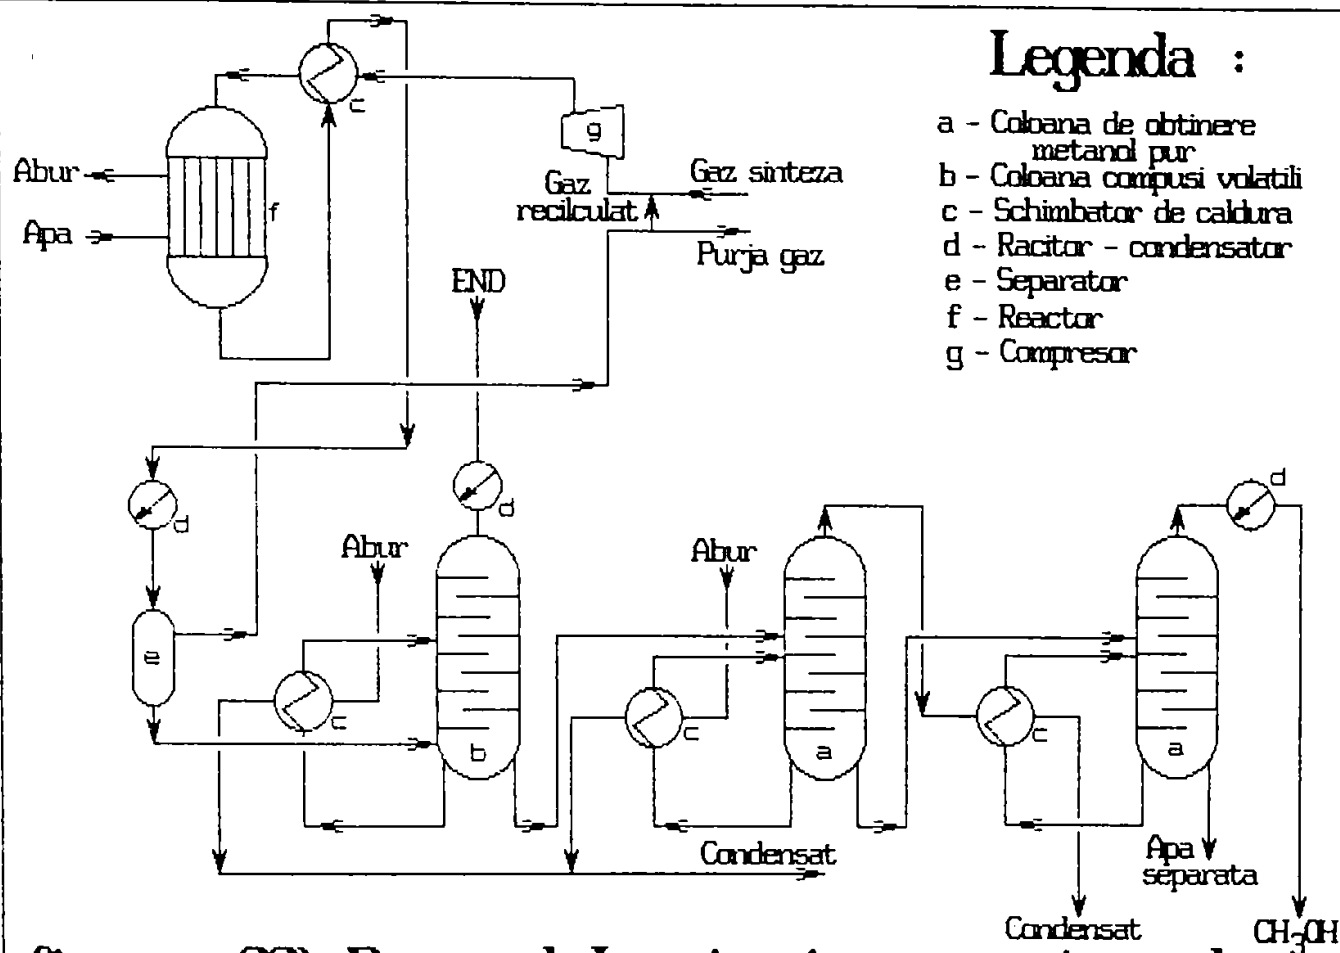 Legenda :
a - Coloana de obtinere
metanol pur
b - Coloana compusi volatili
c - Schimbator de caldura
d - Racitor - condensator
e - Separator
f - Reactor
g - Compresor
c
g
Abur
Gaz sinteza
Gaz
recilculat
f
Apa
Purja gaz
END
d
d
d
Abur
Abur
e
c
c
c
b
a
a
Condensat
Apa
separata
Condensat
CH3OH